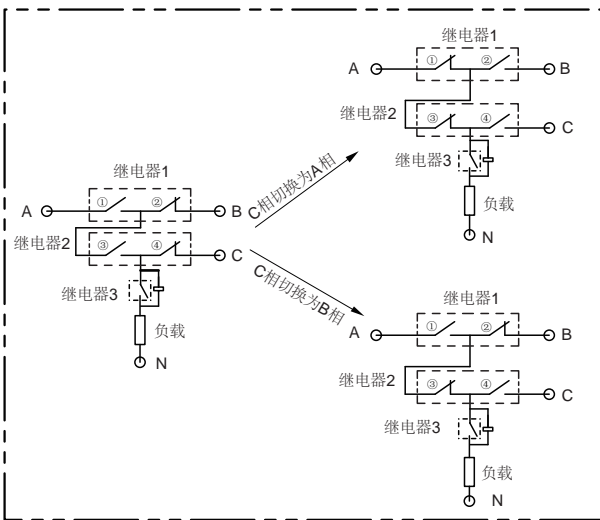 继电器1
A ① ② B
继电器2 ③ ④ C
继电器3
负载
N
C相切换为A相
继电器1
A ① ② B
继电器2 ③ ④ C
继电器3
负载
N
C相切换为B相
继电器1
A ① ② B
继电器2 ③ ④ C
继电器3
负载
N